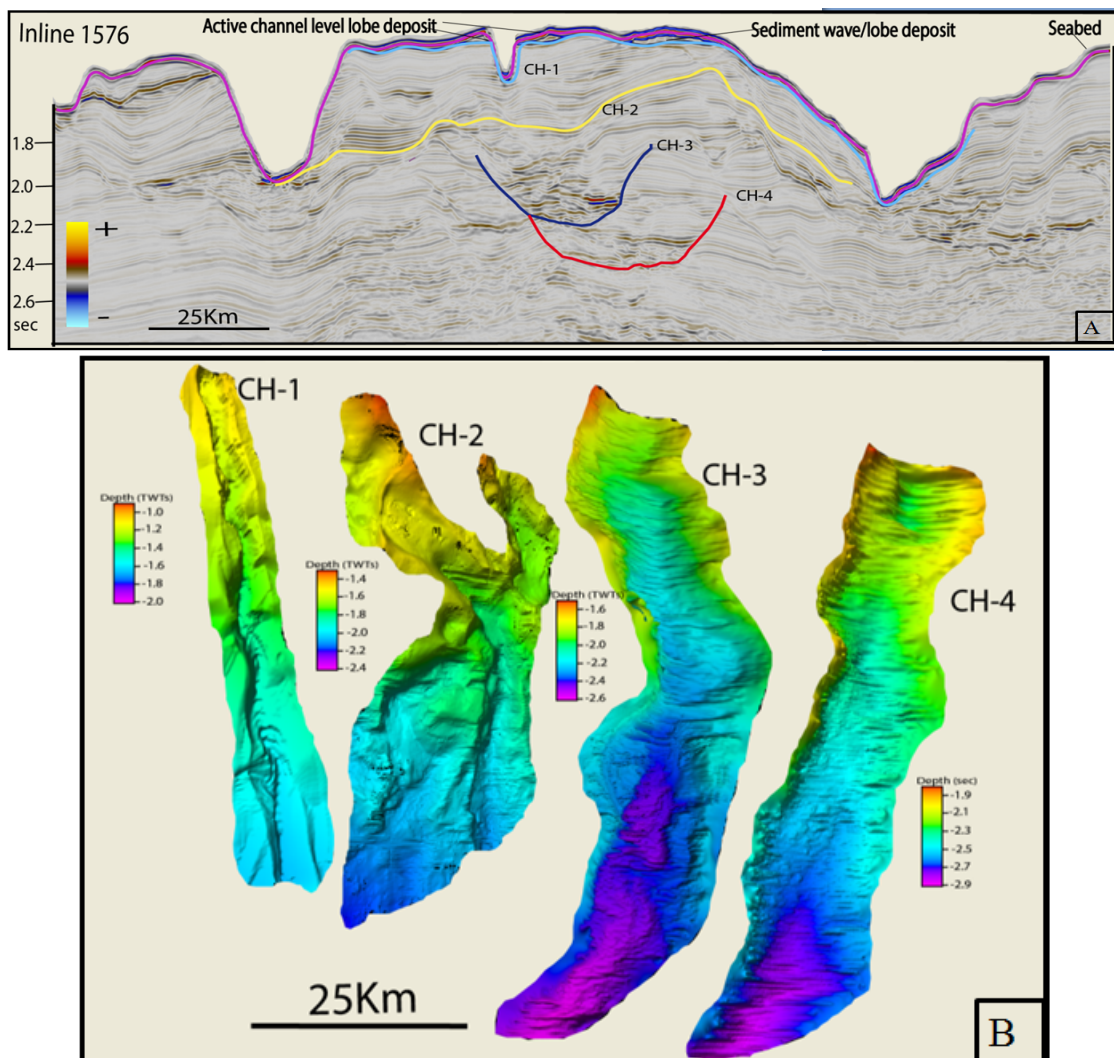 Inline 1576
Active channel level lobe deposit
Sediment wave/lobe deposit
Seabed
CH-1
CH-2
CH-3
CH-4
1.8
2.0
2.2
2.4
2.6
sec
+
-
25Km
A
CH-1
CH-2
CH-3
CH-4
Depth (TWTs)
-1.0
-1.2
-1.4
-1.6
-1.8
-2.0
Depth (TWTs)
-1.4
-1.6
-1.8
-2.0
-2.2
-2.4
Depth (TWTs)
-1.6
-1.8
-2.0
-2.2
-2.4
-2.6
Depth (sec)
-1.9
-2.1
-2.3
-2.5
-2.7
-2.9
25Km
B